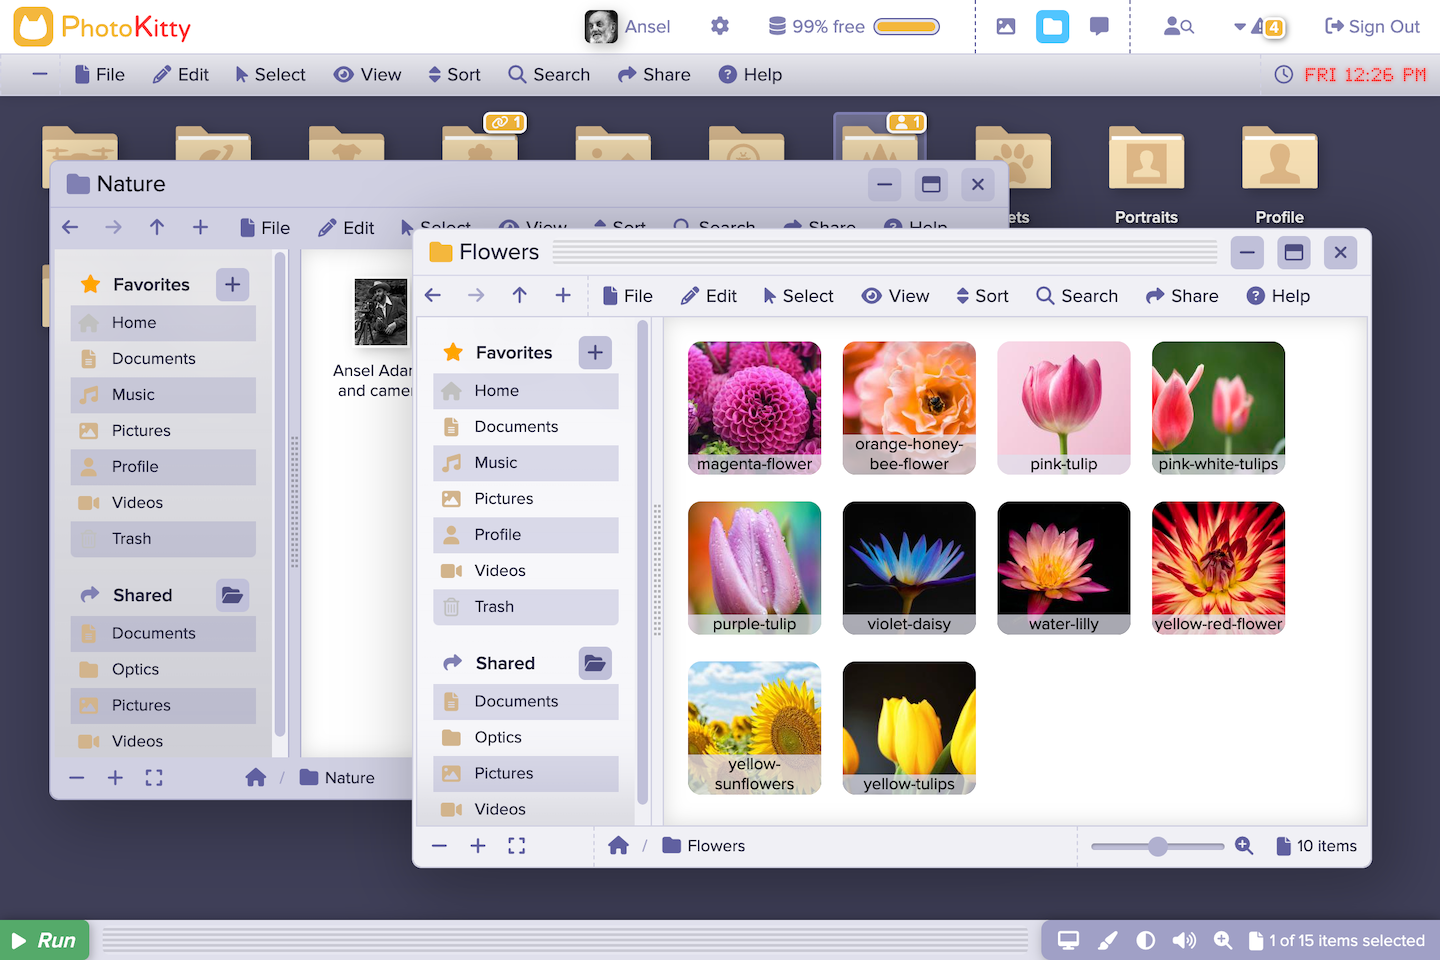 PhotoKitty
Ansel
99% free
4
Sign Out
File
Edit
Select
View
Sort
Search
Share
Help
FRI 12:26 PM
1
1
Portraits
Profile
Nature
File
Edit
Select
View
Sort
Search
Share
Help
Favorites
Home
Documents
Music
Pictures
Profile
Videos
Trash
Shared
Documents
Optics
Pictures
Videos
/ Nature
Flowers
File
Edit
Select
View
Sort
Search
Share
Help
Favorites
Home
Documents
Music
Pictures
Profile
Videos
Trash
Shared
Documents
Optics
Pictures
Videos
magenta-flower
orange-honey-
bee-flower
pink-tulip
pink-white-tulips
purple-tulip
violet-daisy
water-lilly
yellow-red-flower
yellow-
sunflowers
yellow-tulips
/ Flowers
10 items
Ansel
and
Run
1 of 15 items selected